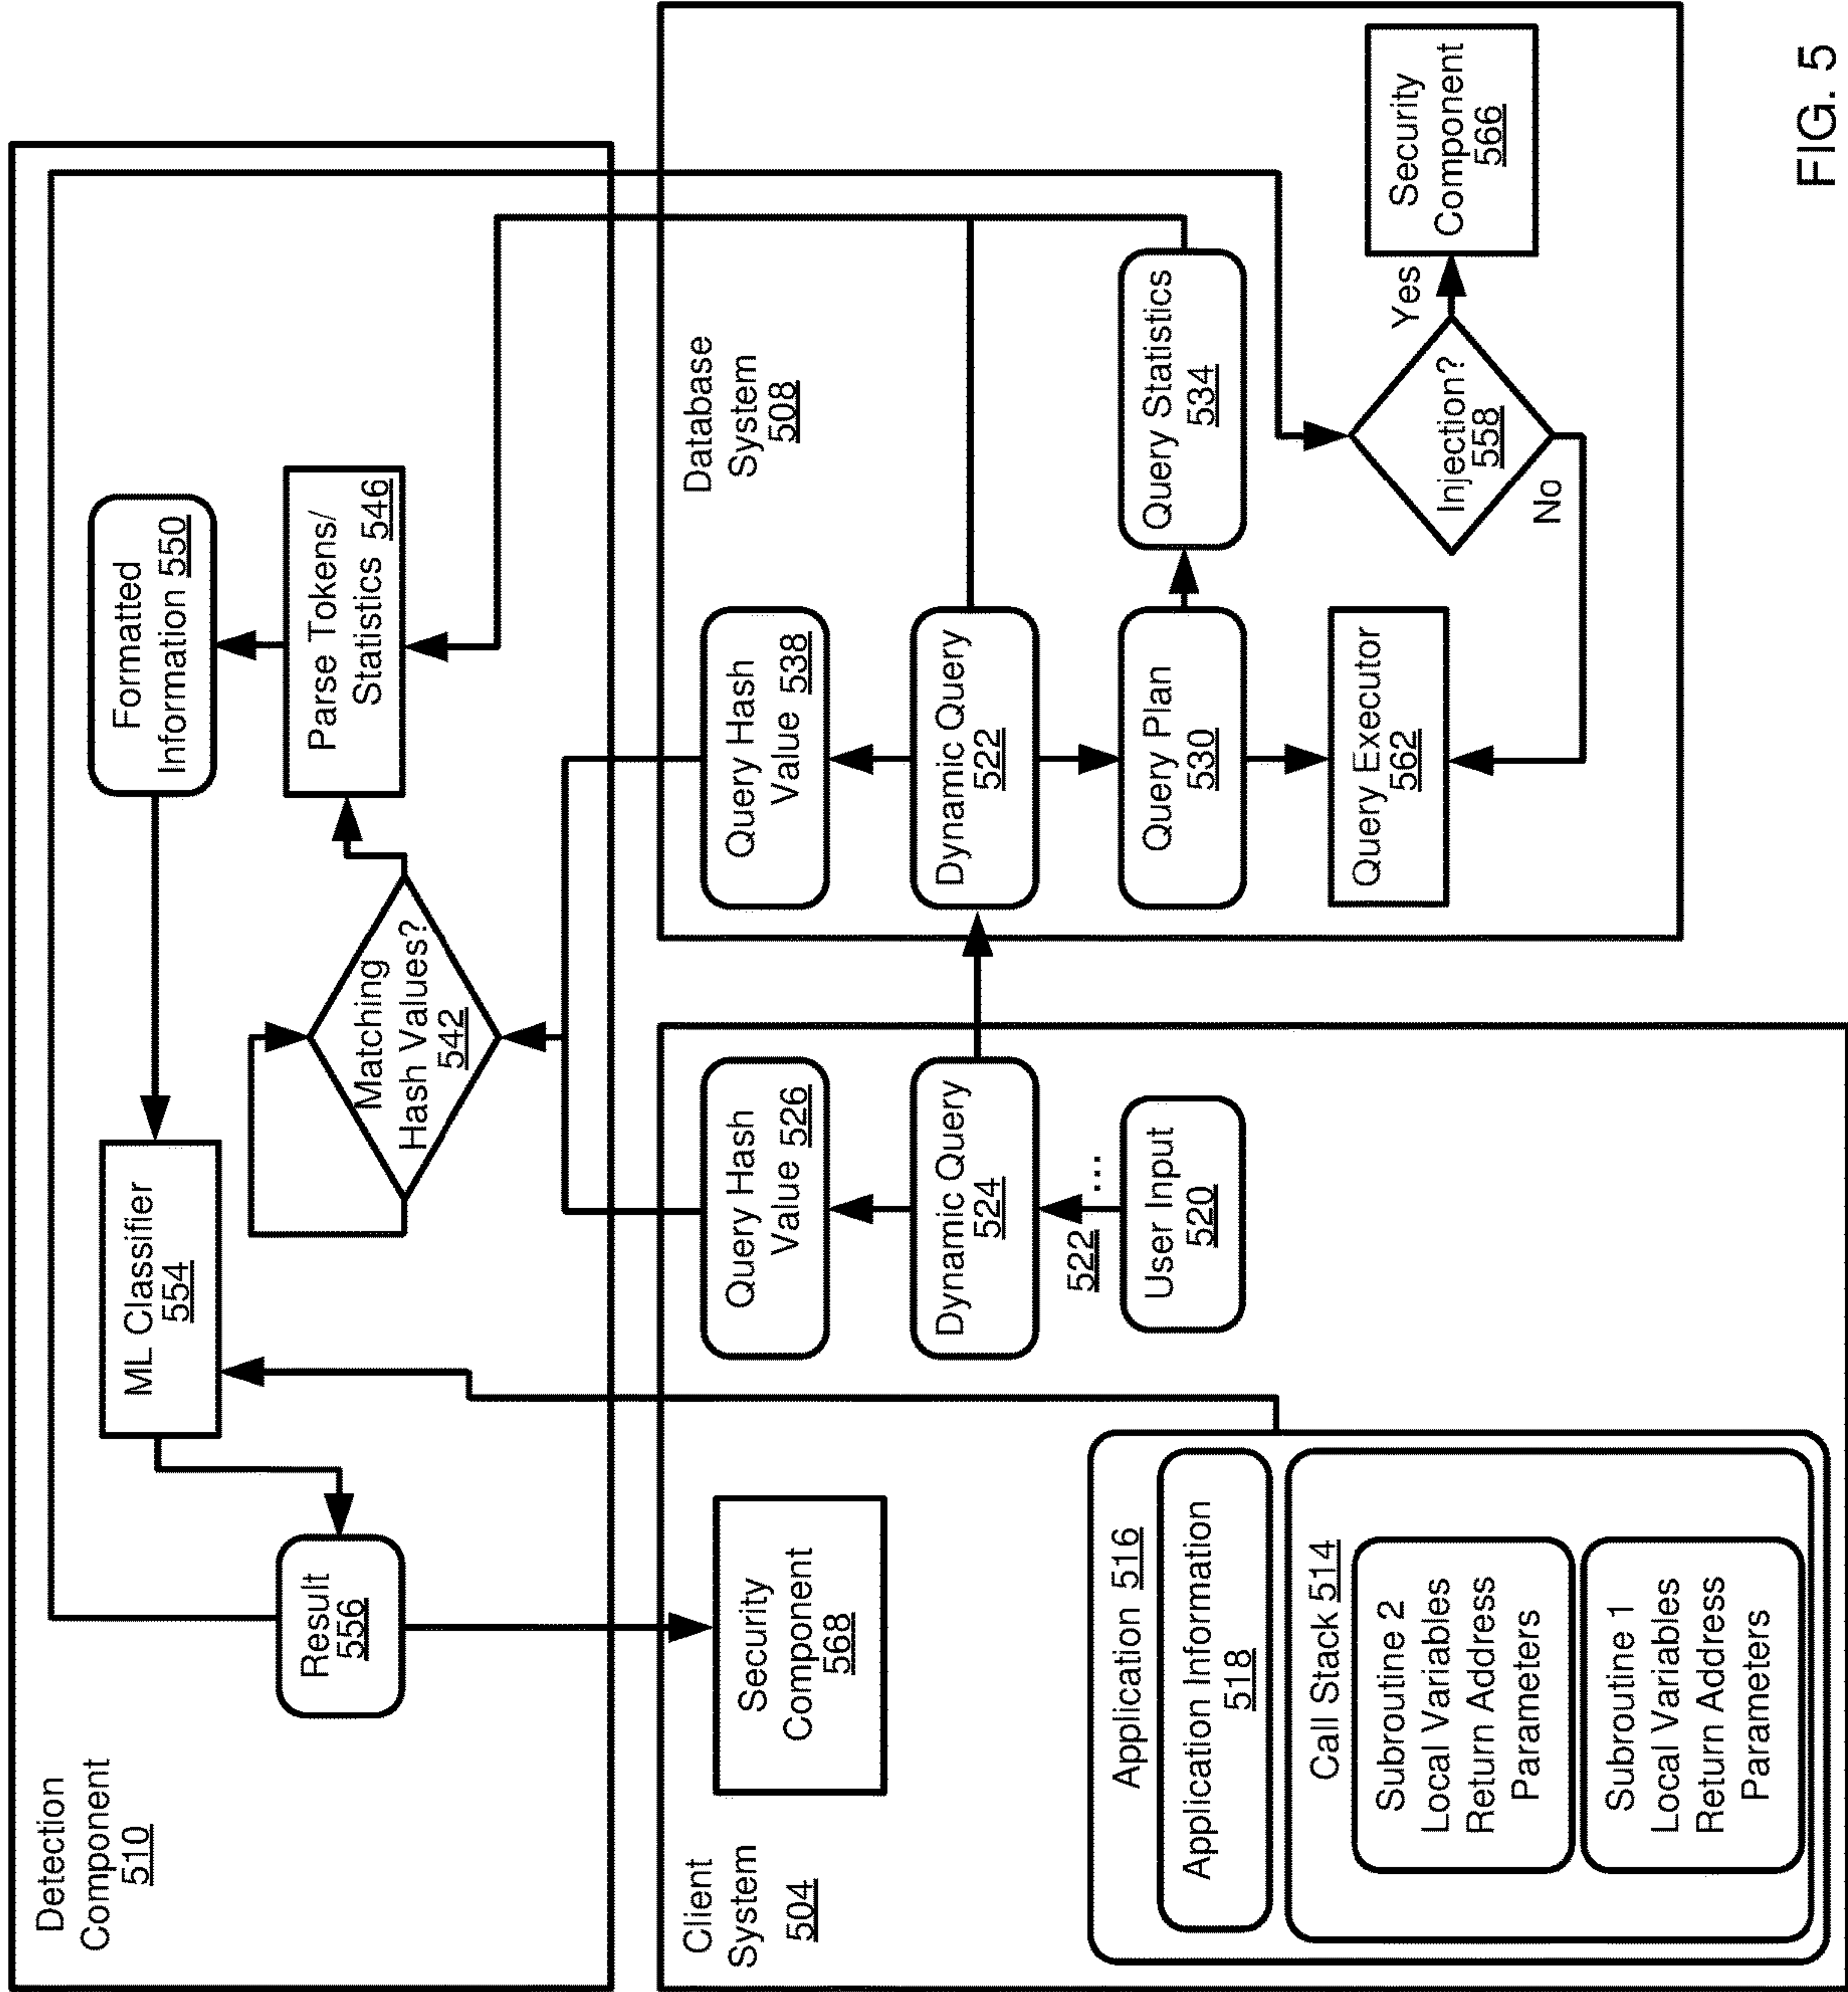 Detection
Component
510
Result
556
ML Classifier
554
Matching
Hash Values?
542
Formatted
Information 550
Parse Tokens/
Statistics 546
Client
System
504
Security
Component
568
Application 516
Application Information
518
Call Stack 514
Subroutine 2
Local Variables
Return Address
Parameters
Subroutine 1
Local Variables
Return Address
Parameters
Query Hash
Value 526
Dynamic Query
524
522
...
User Input
520
Database
System
508
Query Hash
Value 538
Dynamic Query
522
Query Plan
530
Query Statistics
534
Query Executor
562
Injection?
558
No
Yes
Security
Component
566
FIG. 5